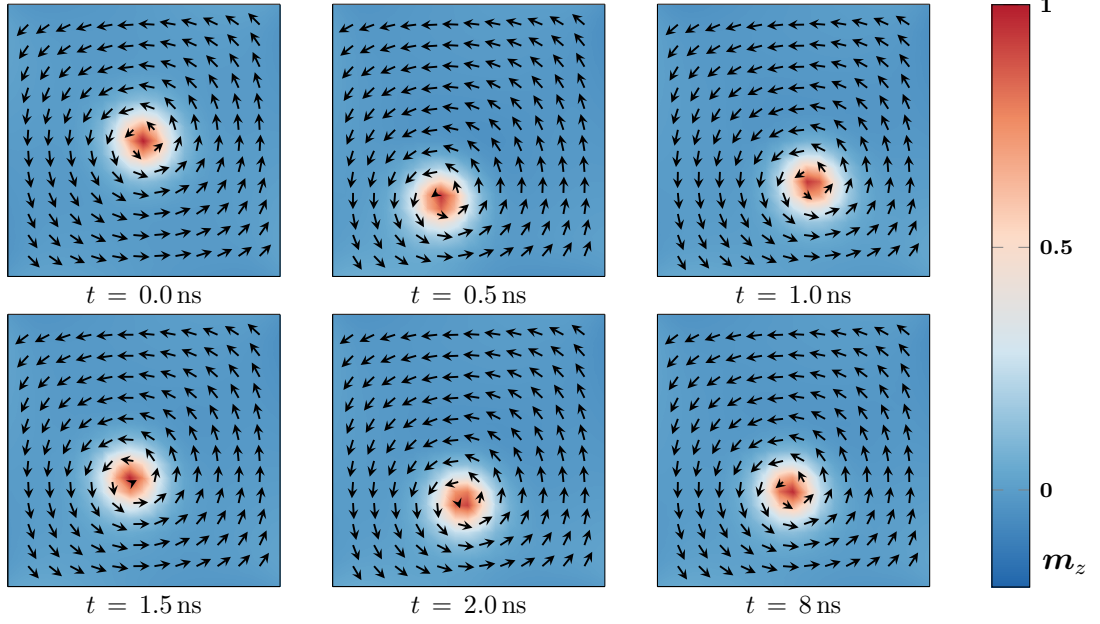 t = 0.0 ns
t = 0.5 ns
t = 1.0 ns
t = 1.5 ns
t = 2.0 ns
t = 8 ns
1
0.5
0
m_z